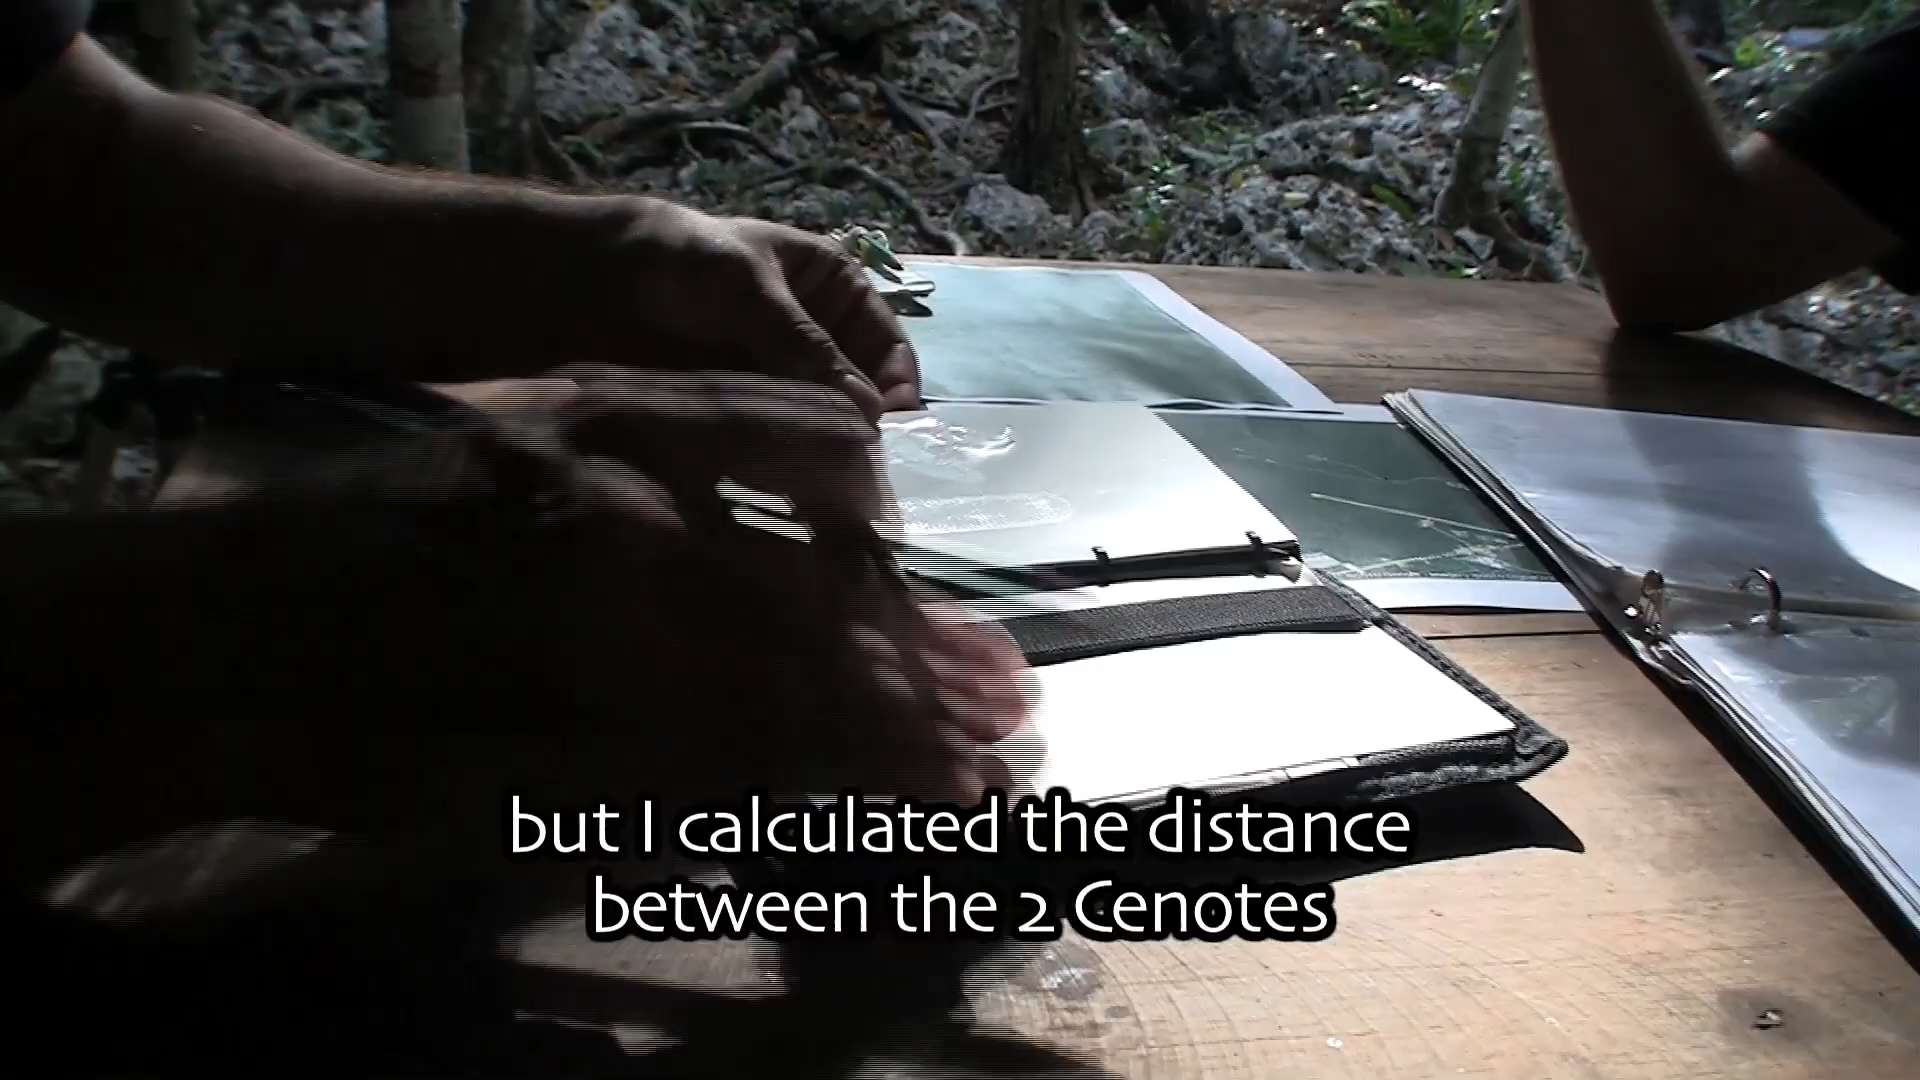 but I calculated the distance
between the 2 Cenotes